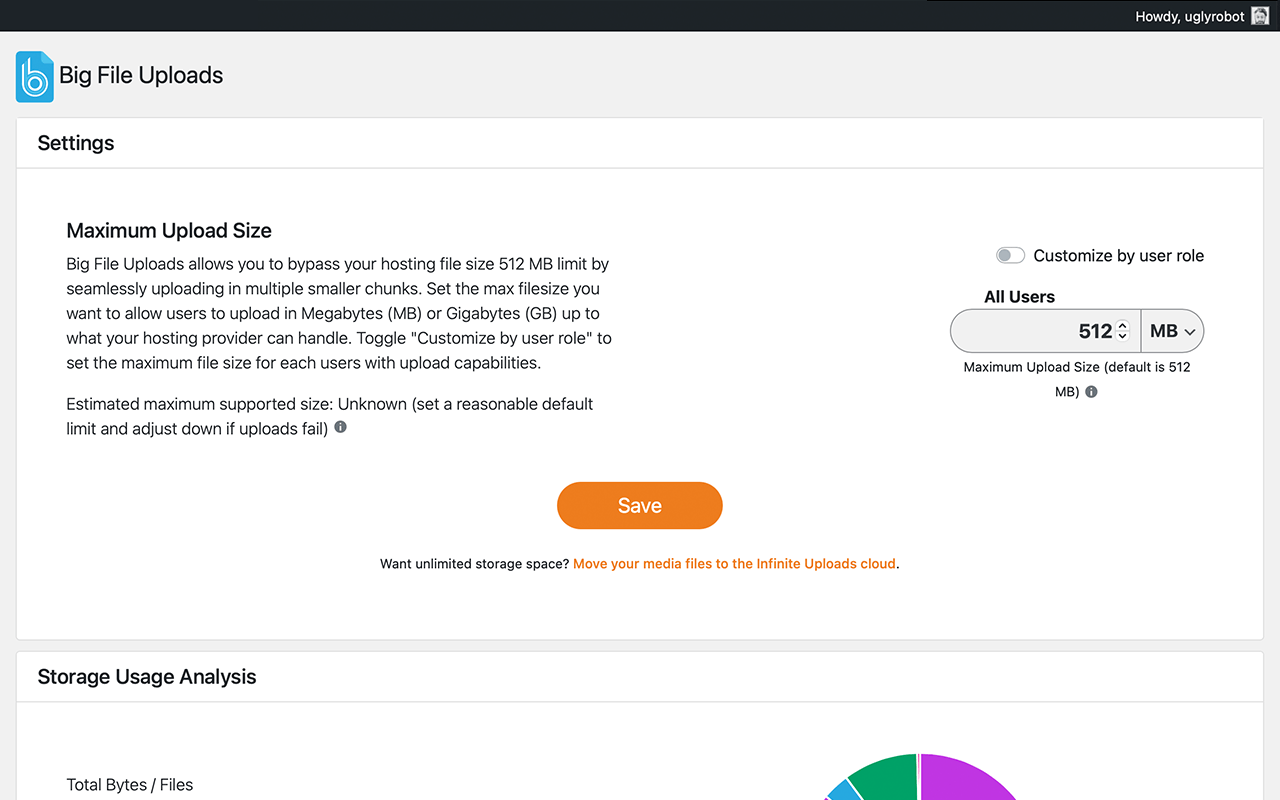 Howdy, uglyrobot
Big File Uploads
Settings
Maximum Upload Size
Big File Uploads allows you to bypass your hosting file size 512 MB limit by
seamlessly uploading in multiple smaller chunks. Set the max filesize you
want to allow users to upload in Megabytes (MB) or Gigabytes (GB) up to
what your hosting provider can handle. Toggle "Customize by user role" to
set the maximum file size for each users with upload capabilities.
Estimated maximum supported size: Unknown (set a reasonable default
limit and adjust down if uploads fail)
Customize by user role
All Users
512 MB
Maximum Upload Size (default is 512
MB)
Save
Want unlimited storage space? Move your media files to the Infinite Uploads cloud.
Storage Usage Analysis
Total Bytes / Files